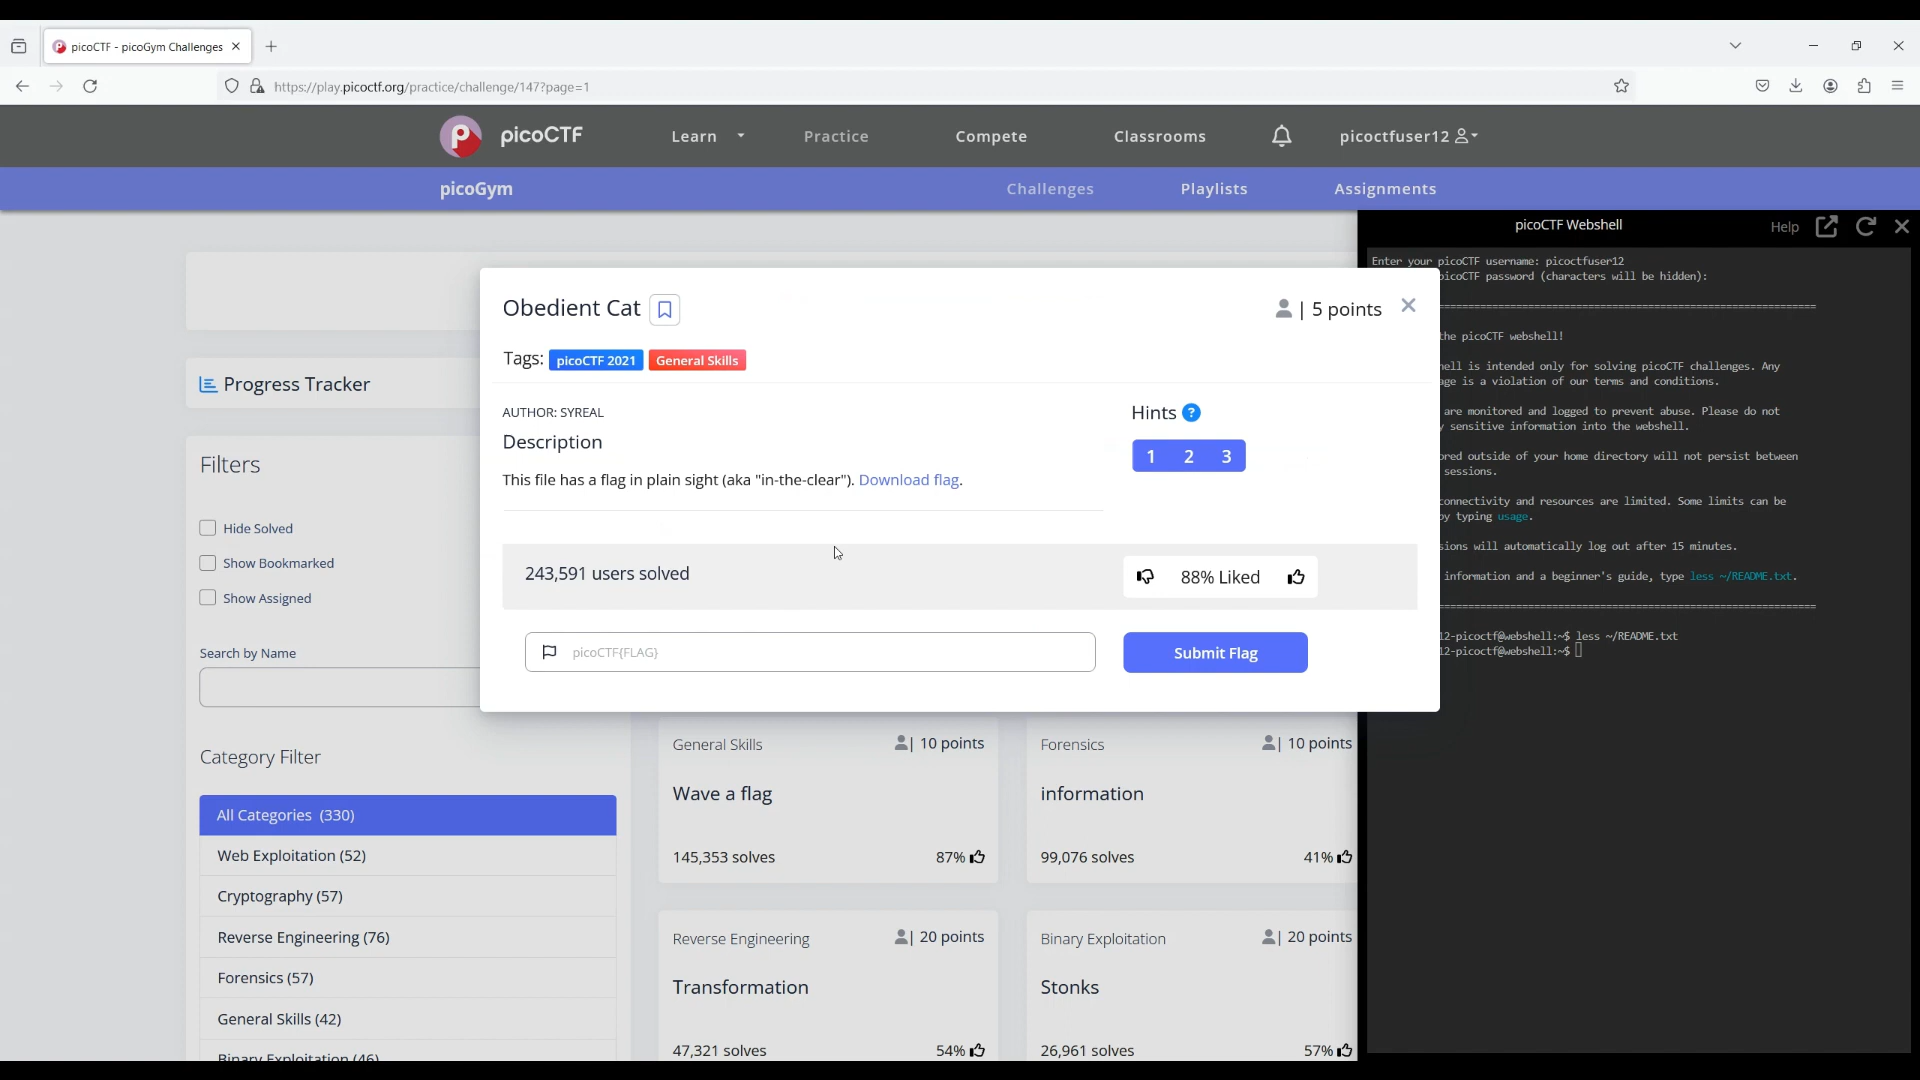 picoCTF - picoGym Challenges
https://play.picoctf.org/practice/challenge/147?page=1
picoCTF
Learn
Practice
Compete
Classrooms
picoctfuser12
picoGym
Challenges
Playlists
Assignments
Progress Tracker
Filters
Hide Solved
Show Bookmarked
Show Assigned
Search by Name
Category Filter
All Categories (330)
Web Exploitation (52)
Cryptography (57)
Reverse Engineering (76)
Forensics (57)
General Skills (42)
Binary Exploitation (46)
Obedient Cat
| 5 points
Tags: picoCTF 2021 General Skills
AUTHOR: SYREAL
Description
This file has a flag in plain sight (aka "in-the-clear"). Download flag.
Hints ?
1 2 3
243,591 users solved
88% Liked
picoCTF{FLAG}
Submit Flag
General Skills | 10 points
Wave a flag
145,353 solves 87%
Forensics | 10 points
information
99,076 solves 41%
Reverse Engineering | 20 points
Transformation
47,321 solves 54%
Binary Exploitation | 20 points
Stonks
26,961 solves 57%
picoCTF Webshell
Help
Enter your picoCTF username: picoctfuser12
picoCTF password (characters will be hidden):
the picoCTF webshell!
ell is intended only for solving picoCTF challenges. Any
age is a violation of our terms and conditions.
are monitored and logged to prevent abuse. Please do not
sensitive information into the webshell.
ored outside of your home directory will not persist between
sessions.
onnectivity and resources are limited. Some limits can be
by typing usage.
sions will automatically log out after 15 minutes.
information and a beginner's guide, type less ~/README.txt.
12-picoctf@webshell:~$ less ~/README.txt
12-picoctf@webshell:~$